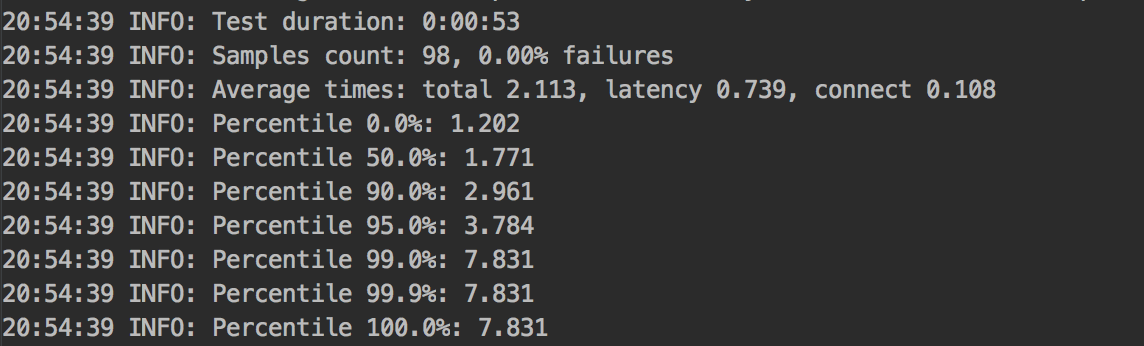 20:54:39 INFO: Test duration: 0:00:53
20:54:39 INFO: Samples count: 98, 0.00% failures
20:54:39 INFO: Average times: total 2.113, latency 0.739, connect 0.108
20:54:39 INFO: Percentile 0.0%: 1.202
20:54:39 INFO: Percentile 50.0%: 1.771
20:54:39 INFO: Percentile 90.0%: 2.961
20:54:39 INFO: Percentile 95.0%: 3.784
20:54:39 INFO: Percentile 99.0%: 7.831
20:54:39 INFO: Percentile 99.9%: 7.831
20:54:39 INFO: Percentile 100.0%: 7.831